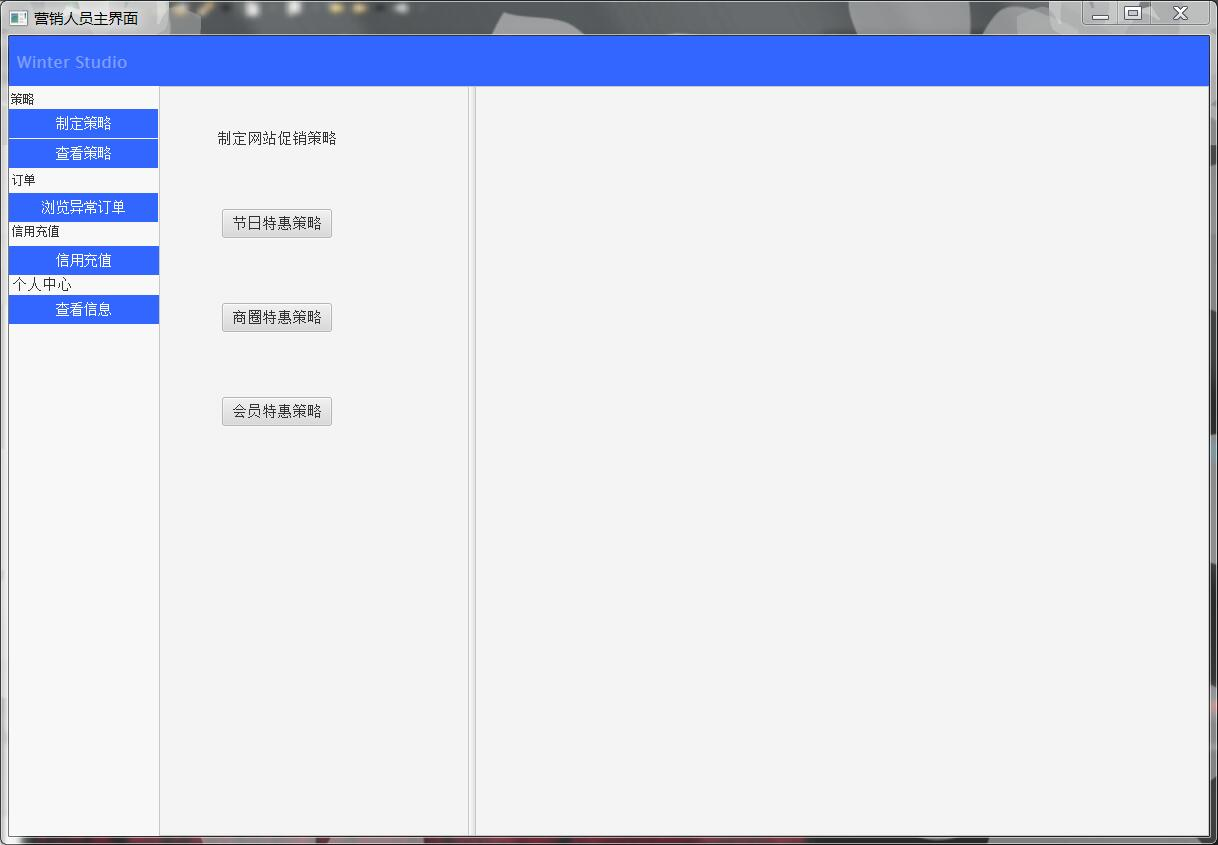 营销人员主界面
Winter Studio
策略
制定策略
查看策略
订单
浏览异常订单
信用充值
信用充值
个人中心
查看信息
制定网站促销策略
节日特惠策略
商圈特惠策略
会员特惠策略